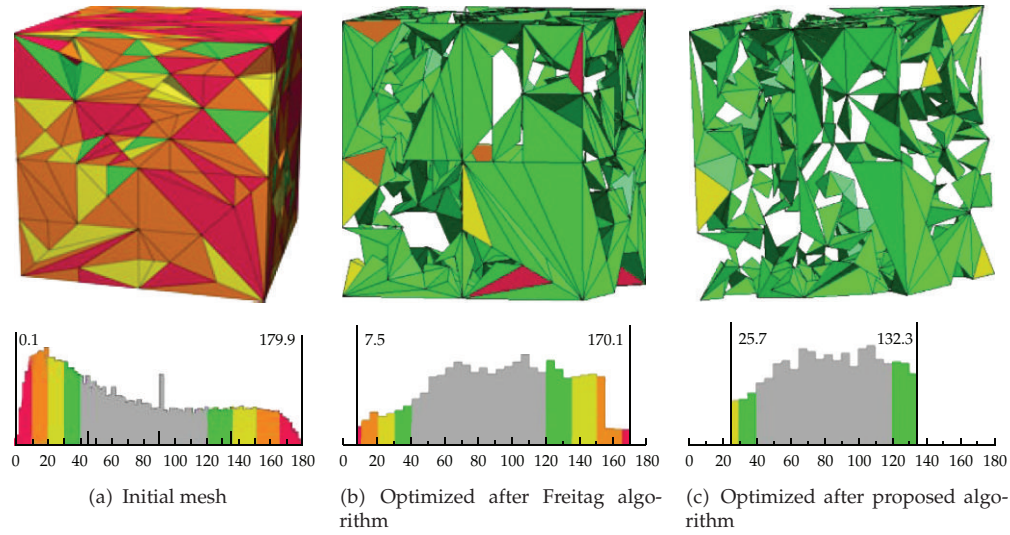 0.1 179.9
7.5 170.1
25.7 132.3
0 20 40 60 80 100 120 140 160 180
0 20 40 60 80 100 120 140 160 180
0 20 40 60 80 100 120 140 160 180
(a) Initial mesh
(b) Optimized after Freitag algo-
rithm
(c) Optimized after proposed algo-
rithm